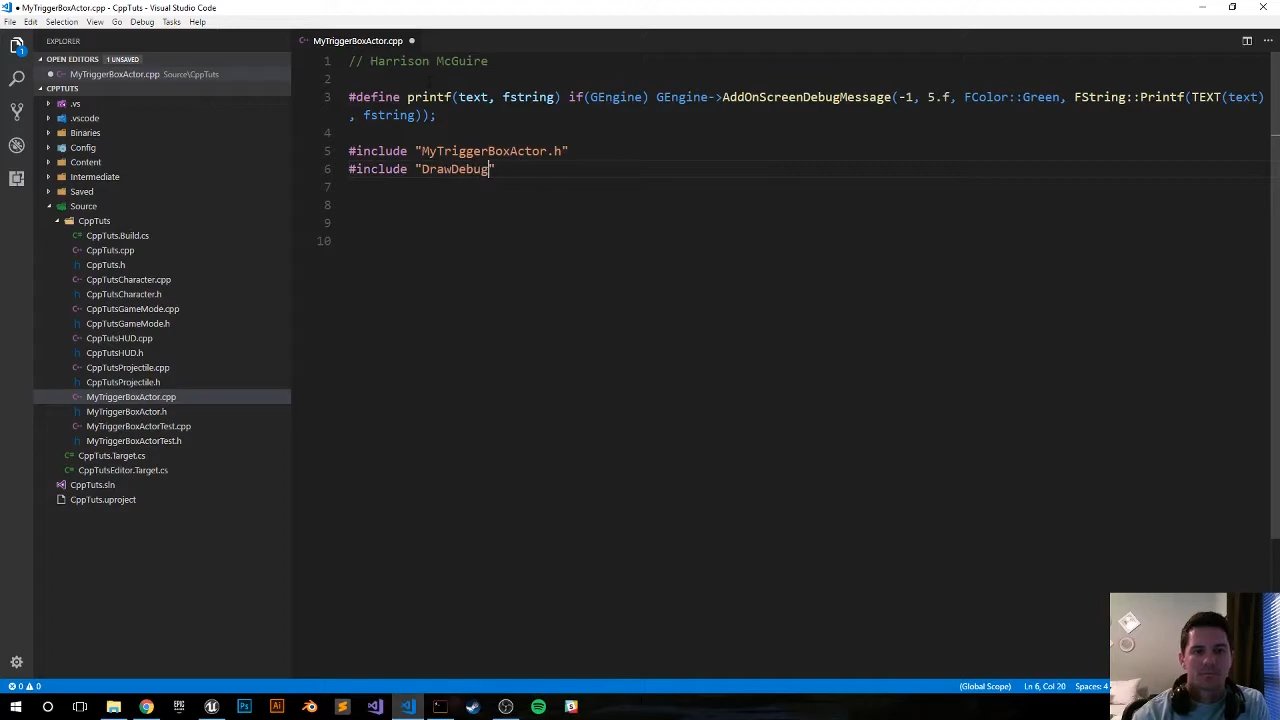 ● MyTriggerBoxActor.cpp - CppTuts - Visual Studio Code
File Edit Selection View Go Debug Tasks Help
EXPLORER
OPEN EDITORS 1 UNSAVED
MyTriggerBoxActor.cpp Source\CppTuts
CPPTUTS
.vs
.vscode
Binaries
Config
Content
Intermediate
Saved
Source
CppTuts
CppTuts.Build.cs
CppTuts.cpp
CppTuts.h
CppTutsCharacter.cpp
CppTutsCharacter.h
CppTutsGameMode.cpp
CppTutsGameMode.h
CppTutsHUD.cpp
CppTutsHUD.h
CppTutsProjectile.cpp
CppTutsProjectile.h
MyTriggerBoxActor.cpp
MyTriggerBoxActor.h
MyTriggerBoxActorTest.cpp
MyTriggerBoxActorTest.h
CppTuts.Target.cs
CppTutsEditor.Target.cs
CppTuts.sln
CppTuts.uproject
MyTriggerBoxActor.cpp
1 // Harrison McGuire
2
3 #define printf(text, fstring) if(GEngine) GEngine->AddOnScreenDebugMessage(-1, 5.f, FColor::Green, FString::Printf(TEXT(text)
, fstring));
4
5 #include "MyTriggerBoxActor.h"
6 #include "DrawDebug"
7
8
9
10
0 0 (Global Scope) Ln 6, Col 20 Spaces: 4